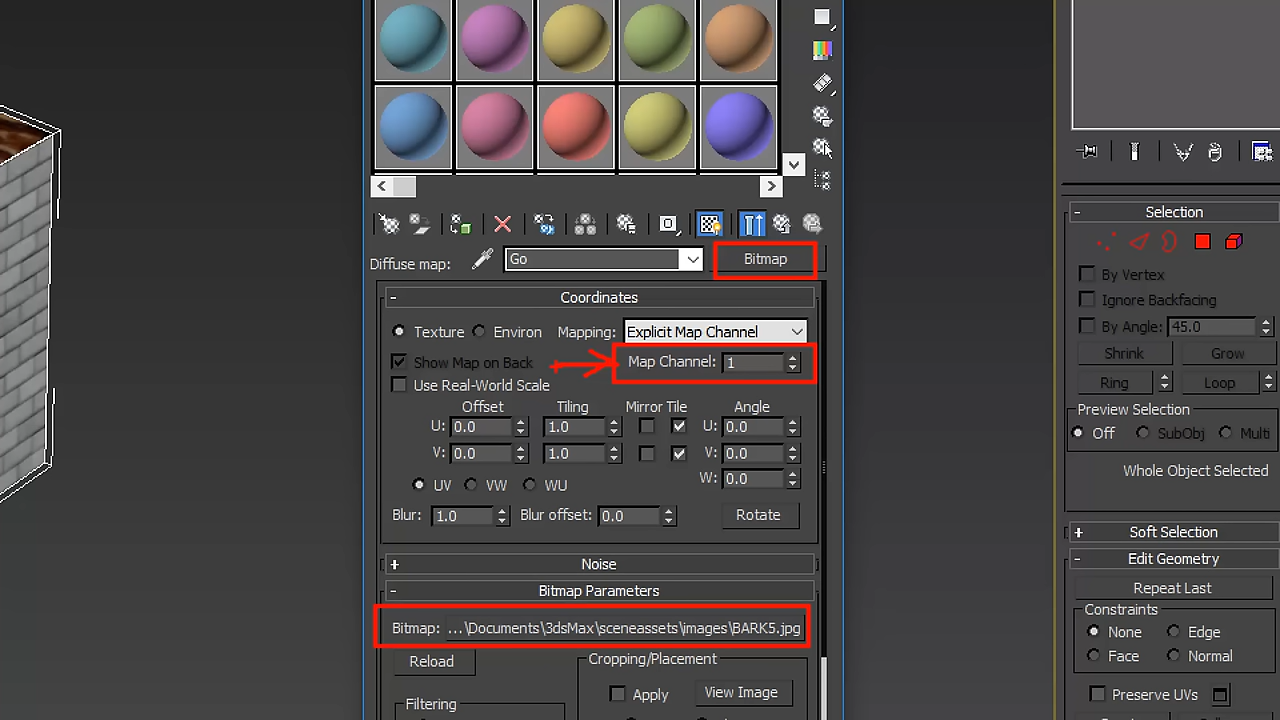 Diffuse map: Go Bitmap
- Coordinates
Texture Environ Mapping: Explicit Map Channel
Show Map on Back Map Channel: 1
Use Real-World Scale
Offset Tiling Mirror Tile Angle
U: 0.0 1.0 U: 0.0
V: 0.0 1.0 V: 0.0
W: 0.0
UV VW WU
Blur: 1.0 Blur offset: 0.0 Rotate
+ Noise
- Bitmap Parameters
Bitmap: ...\Documents\3dsMax\sceneassets\images\BARK5.jpg
Reload
Cropping/Placement
Apply View Image
Filtering
- Selection
By Vertex
Ignore Backfacing
By Angle: 45.0
Shrink Grow
Ring Loop
Preview Selection
Off SubObj Multi
Whole Object Selected
+ Soft Selection
- Edit Geometry
Repeat Last
Constraints
None Edge
Face Normal
Preserve UVs